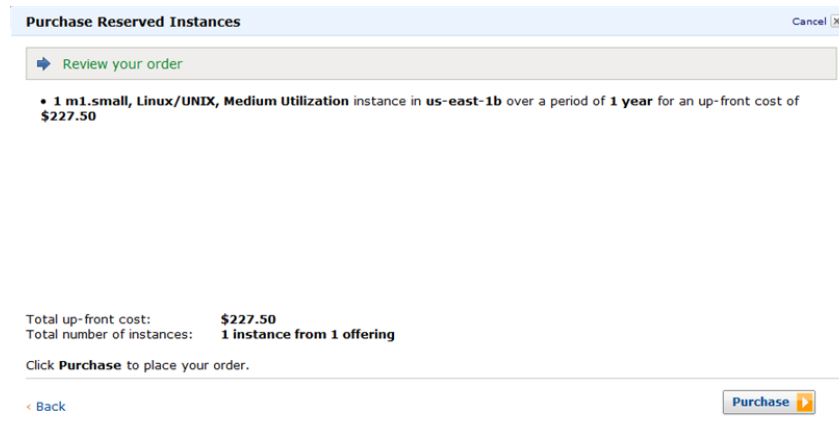 Purchase Reserved Instances
Cancel
Review your order
• 1 m1.small, Linux/UNIX, Medium Utilization instance in us-east-1b over a period of 1 year for an up-front cost of
$227.50
Total up-front cost: $227.50
Total number of instances: 1 instance from 1 offering
Click Purchase to place your order.
< Back
Purchase